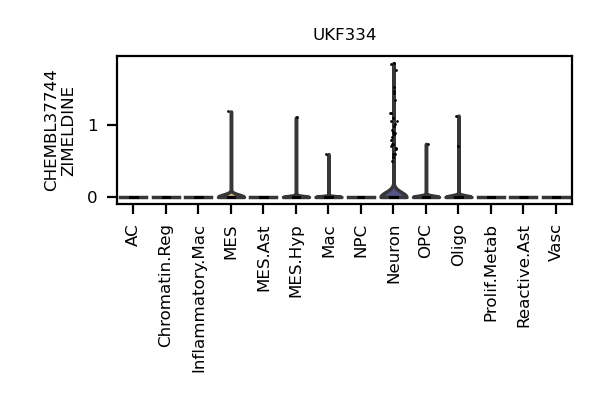 UKF334
CHEMBL37744
ZIMELDINE
1
0
AC
Chromatin.Reg
Inflammatory.Mac
MES
MES.Ast
MES.Hyp
Mac
NPC
Neuron
OPC
Oligo
Prolif.Metab
Reactive.Ast
Vasc